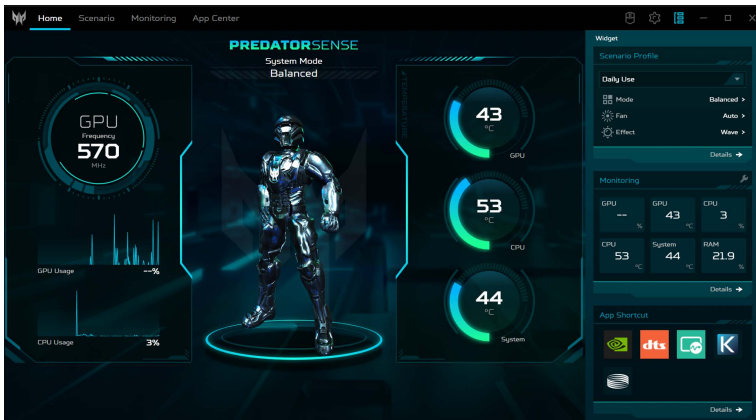 Home Scenario Monitoring App Center
PREDATORSENSE
System Mode
Balanced
GPU
Frequency
570
MHz
GPU Usage --%
CPU Usage 3%
TEMPERATURE
43
°C
GPU
53
°C
CPU
44
°C
System
Widget
Scenario Profile
Daily Use
Mode Balanced >
Fan Auto >
Effect Wave >
Details →
Monitoring
GPU GPU CPU
-- 43 3
% °C %
CPU System RAM
53 44 21.9
°C °C %
Details →
App Shortcut
dts K
Details →